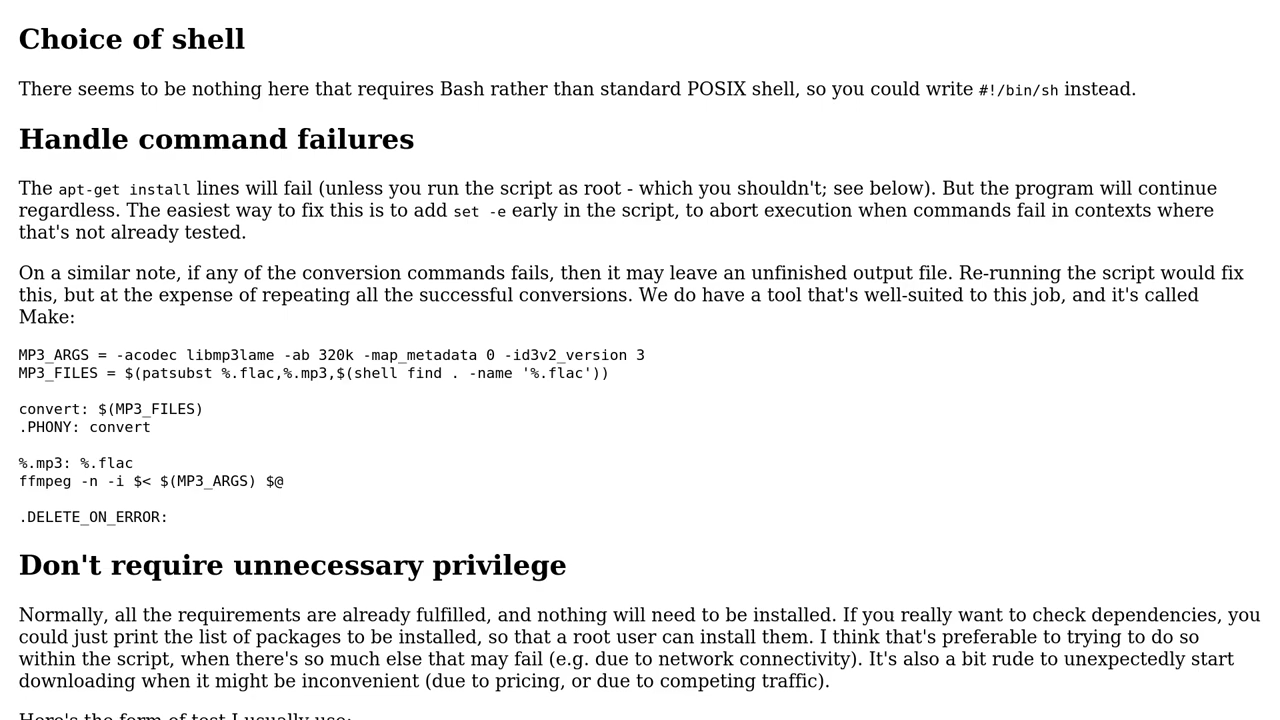 Choice of shell
There seems to be nothing here that requires Bash rather than standard POSIX shell, so you could write #!/bin/sh instead.
Handle command failures
The apt-get install lines will fail (unless you run the script as root - which you shouldn't; see below). But the program will continue
regardless. The easiest way to fix this is to add set -e early in the script, to abort execution when commands fail in contexts where
that's not already tested.
On a similar note, if any of the conversion commands fails, then it may leave an unfinished output file. Re-running the script would fix
this, but at the expense of repeating all the successful conversions. We do have a tool that's well-suited to this job, and it's called
Make:
MP3_ARGS = -acodec libmp3lame -ab 320k -map_metadata 0 -id3v2_version 3
MP3_FILES = $(patsubst %.flac,%.mp3,$(shell find . -name '%.flac'))
convert: $(MP3_FILES)
.PHONY: convert
%.mp3: %.flac
ffmpeg -n -i $< $(MP3_ARGS) $@
.DELETE_ON_ERROR:
Don't require unnecessary privilege
Normally, all the requirements are already fulfilled, and nothing will need to be installed. If you really want to check dependencies, you
could just print the list of packages to be installed, so that a root user can install them. I think that's preferable to trying to do so
within the script, when there's so much else that may fail (e.g. due to network connectivity). It's also a bit rude to unexpectedly start
downloading when it might be inconvenient (due to pricing, or due to competing traffic).
Here's the form of test I usually use: